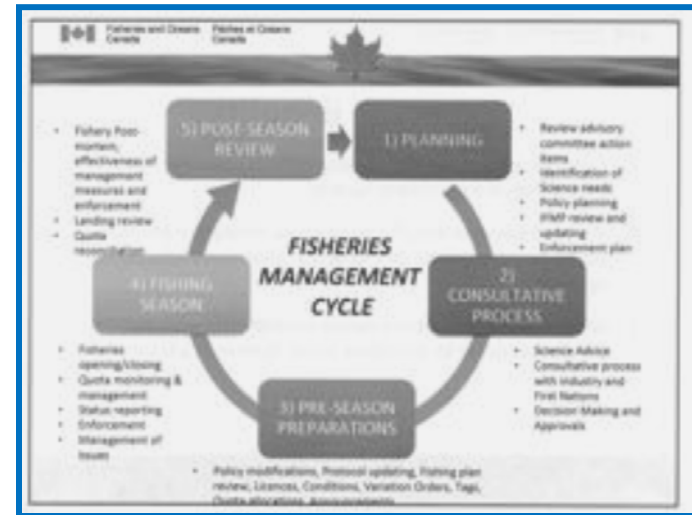 Fisheries and Oceans
Canada
Pêches et Océans
Canada
5) POST-SEASON
REVIEW
1) PLANNING
• Fishery Post-
mortem,
effectiveness of
management
measures and
enforcement
• Landing review
• Quota
reconciliation
• Review advisory
committee action
items
• Identification of
Science needs
• Policy planning
• IFMP review and
updating
• Enforcement plan
FISHERIES
MANAGEMENT
CYCLE
4) FISHING
SEASON
2)
CONSULTATIVE
PROCESS
• Fisheries
opening/closing
• Quota monitoring &
management
• Status reporting
• Enforcement
• Management of
Issues
• Science Advice
• Consultative process
with industry and
First Nations
• Decision Making and
Approvals
3) PRE-SEASON
PREPARATIONS
• Policy modifications, Protocol updating, Fishing plan
review, Licences, Conditions, Variation Orders, Tags,
Quota allocations, Announcements